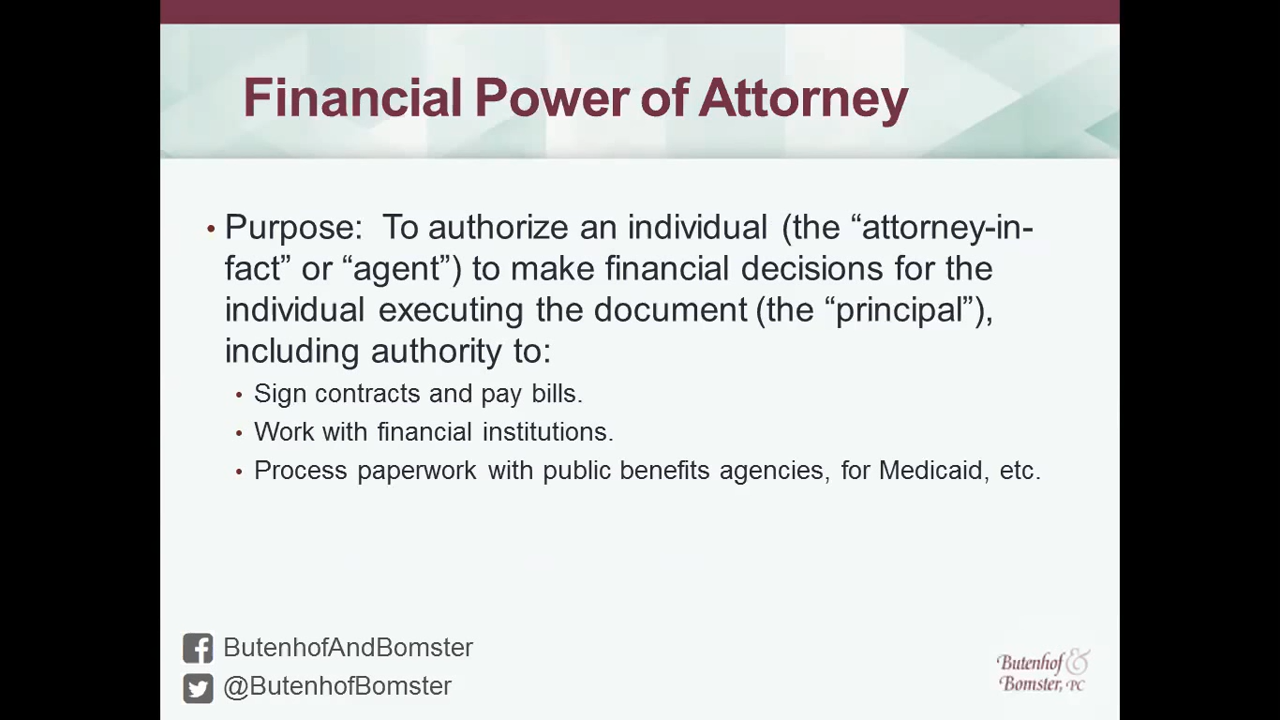 Financial Power of Attorney
• Purpose:  To authorize an individual (the “attorney-in-
fact” or “agent”) to make financial decisions for the
individual executing the document (the “principal”),
including authority to:
• Sign contracts and pay bills.
• Work with financial institutions.
• Process paperwork with public benefits agencies, for Medicaid, etc.
ButenhofAndBomster
@ButenhofBomster
Butenhof &
Bomster, PC